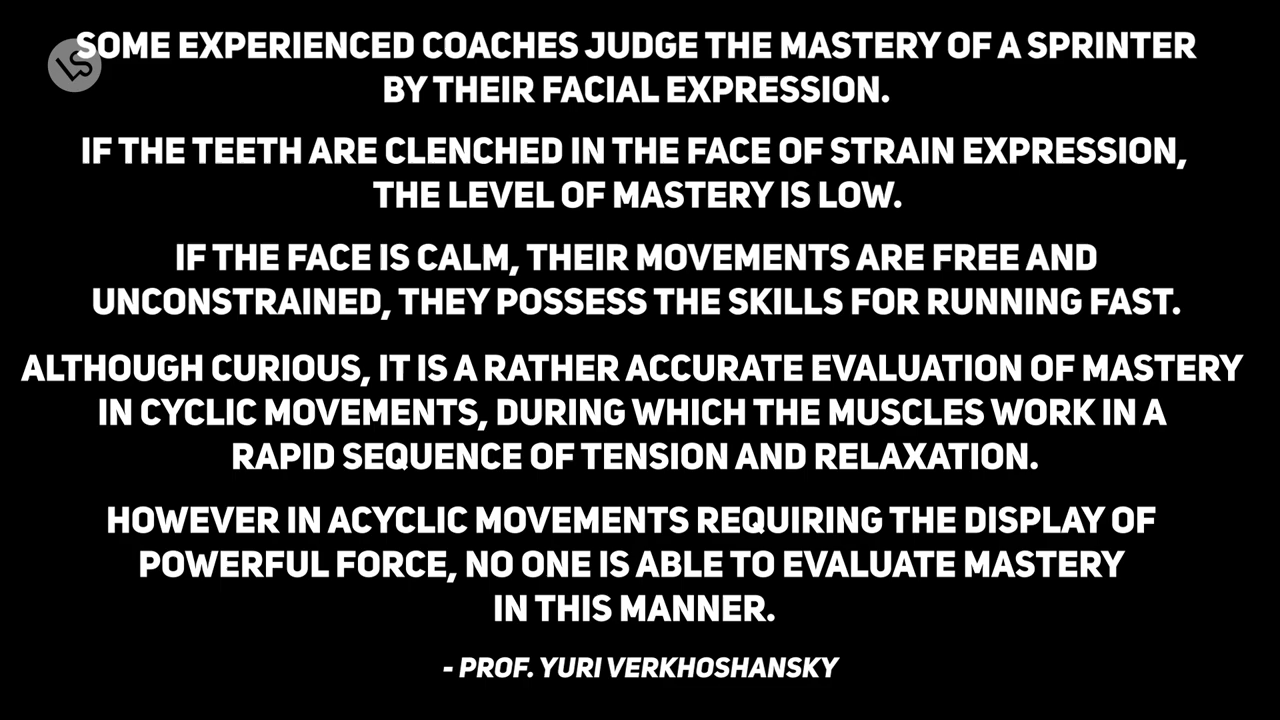 SOME EXPERIENCED COACHES JUDGE THE MASTERY OF A SPRINTER
BY THEIR FACIAL EXPRESSION.
IF THE TEETH ARE CLENCHED IN THE FACE OF STRAIN EXPRESSION,
THE LEVEL OF MASTERY IS LOW.
IF THE FACE IS CALM, THEIR MOVEMENTS ARE FREE AND
UNCONSTRAINED, THEY POSSESS THE SKILLS FOR RUNNING FAST.
ALTHOUGH CURIOUS, IT IS A RATHER ACCURATE EVALUATION OF MASTERY
IN CYCLIC MOVEMENTS, DURING WHICH THE MUSCLES WORK IN A
RAPID SEQUENCE OF TENSION AND RELAXATION.
HOWEVER IN ACYCLIC MOVEMENTS REQUIRING THE DISPLAY OF
POWERFUL FORCE, NO ONE IS ABLE TO EVALUATE MASTERY
IN THIS MANNER.
- PROF. YURI VERKHOSHANSKY